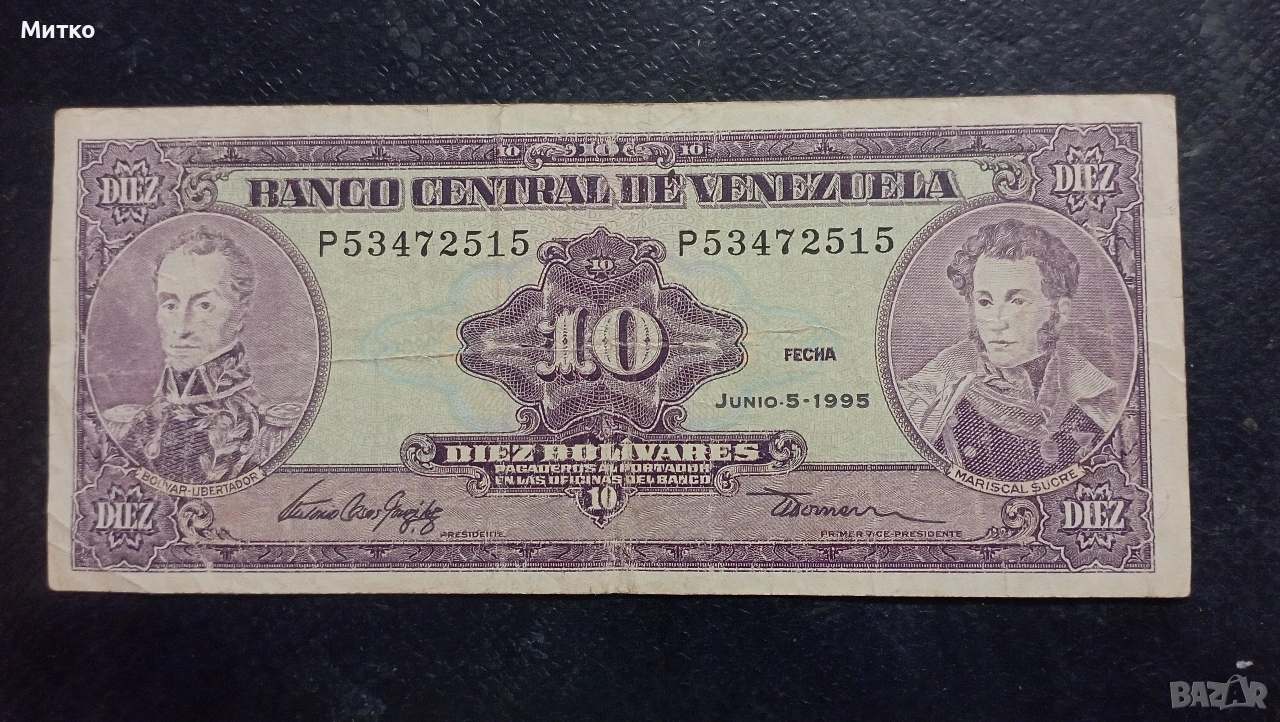 Митко
10 10 10
DIEZ DIEZ
BANCO CENTRAL DE VENEZUELA
P53472515 P53472515
10
10
FECHA
JUNIO-5-1995
DIEZ BOLÍVARES
PAGADEROS AL PORTADOR
EN LAS OFICINAS DEL BANCO
BOLIVAR-LIBERTADOR MARISCAL SUCRE
10
DIEZ DIEZ
PRESIDENTE PRIMER VICE-PRESIDENTE
BAZAR